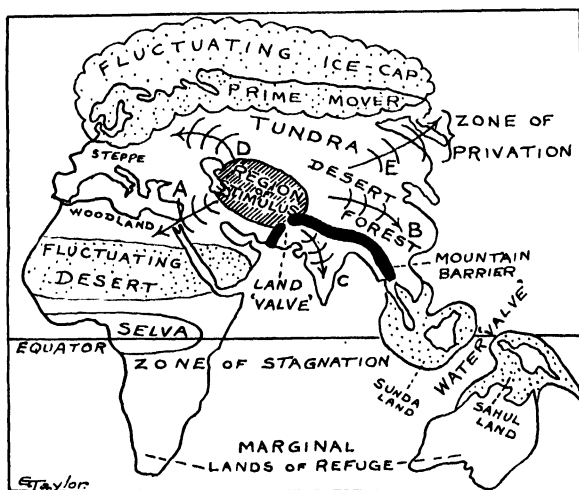 FLUCTUATING ICE-CAP
PRIME MOVER
TUNDRA
ZONE OF
PRIVATION
STEPPE
D
E
DESERT
REGION
OF
STIMULUS
A
WOODLAND
FOREST
B
FLUCTUATING
DESERT
LAND
'VALVE'
C
MOUNTAIN
BARRIER
SELVA
WATER 'VALVE'
EQUATOR
ZONE OF STAGNATION
SUNDA
LAND
SAHUL
LAND
MARGINAL
LANDS OF REFUGE
G Taylor.